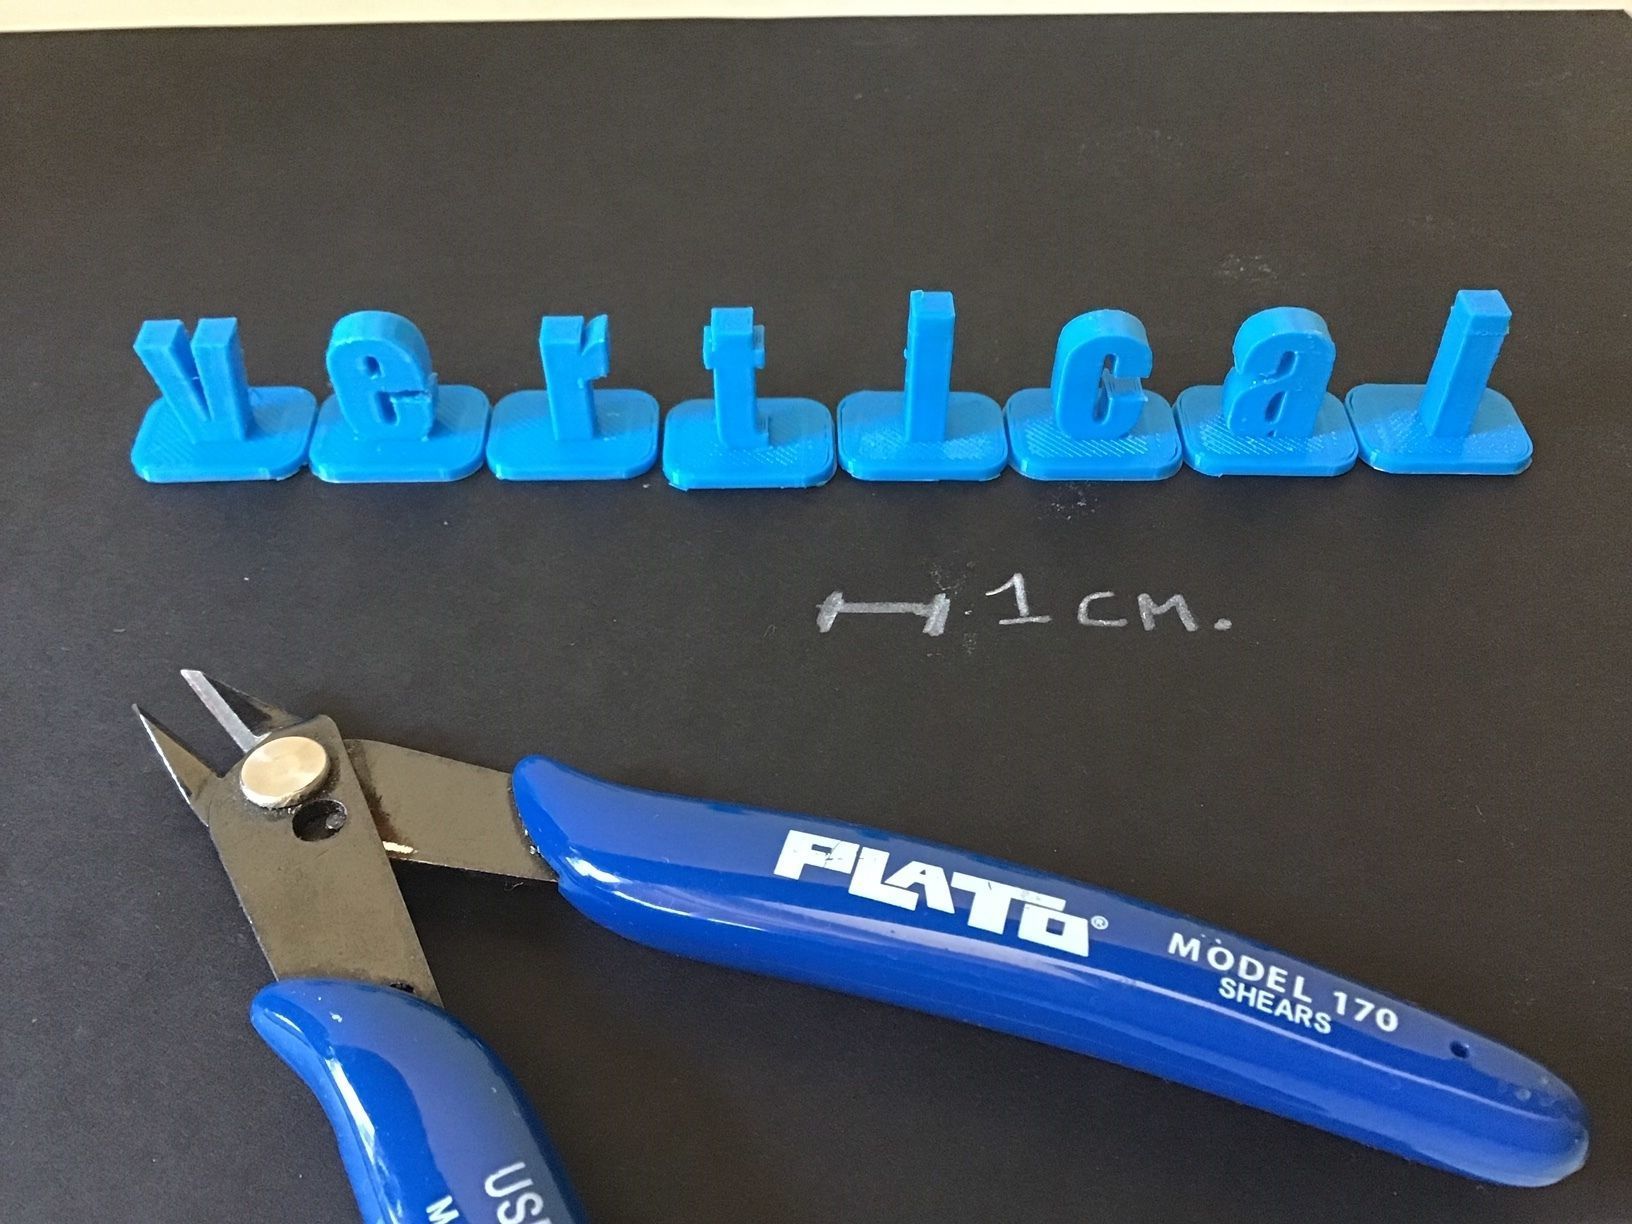 vertical
1 CM.
PLATO®
MODEL 170
SHEARS